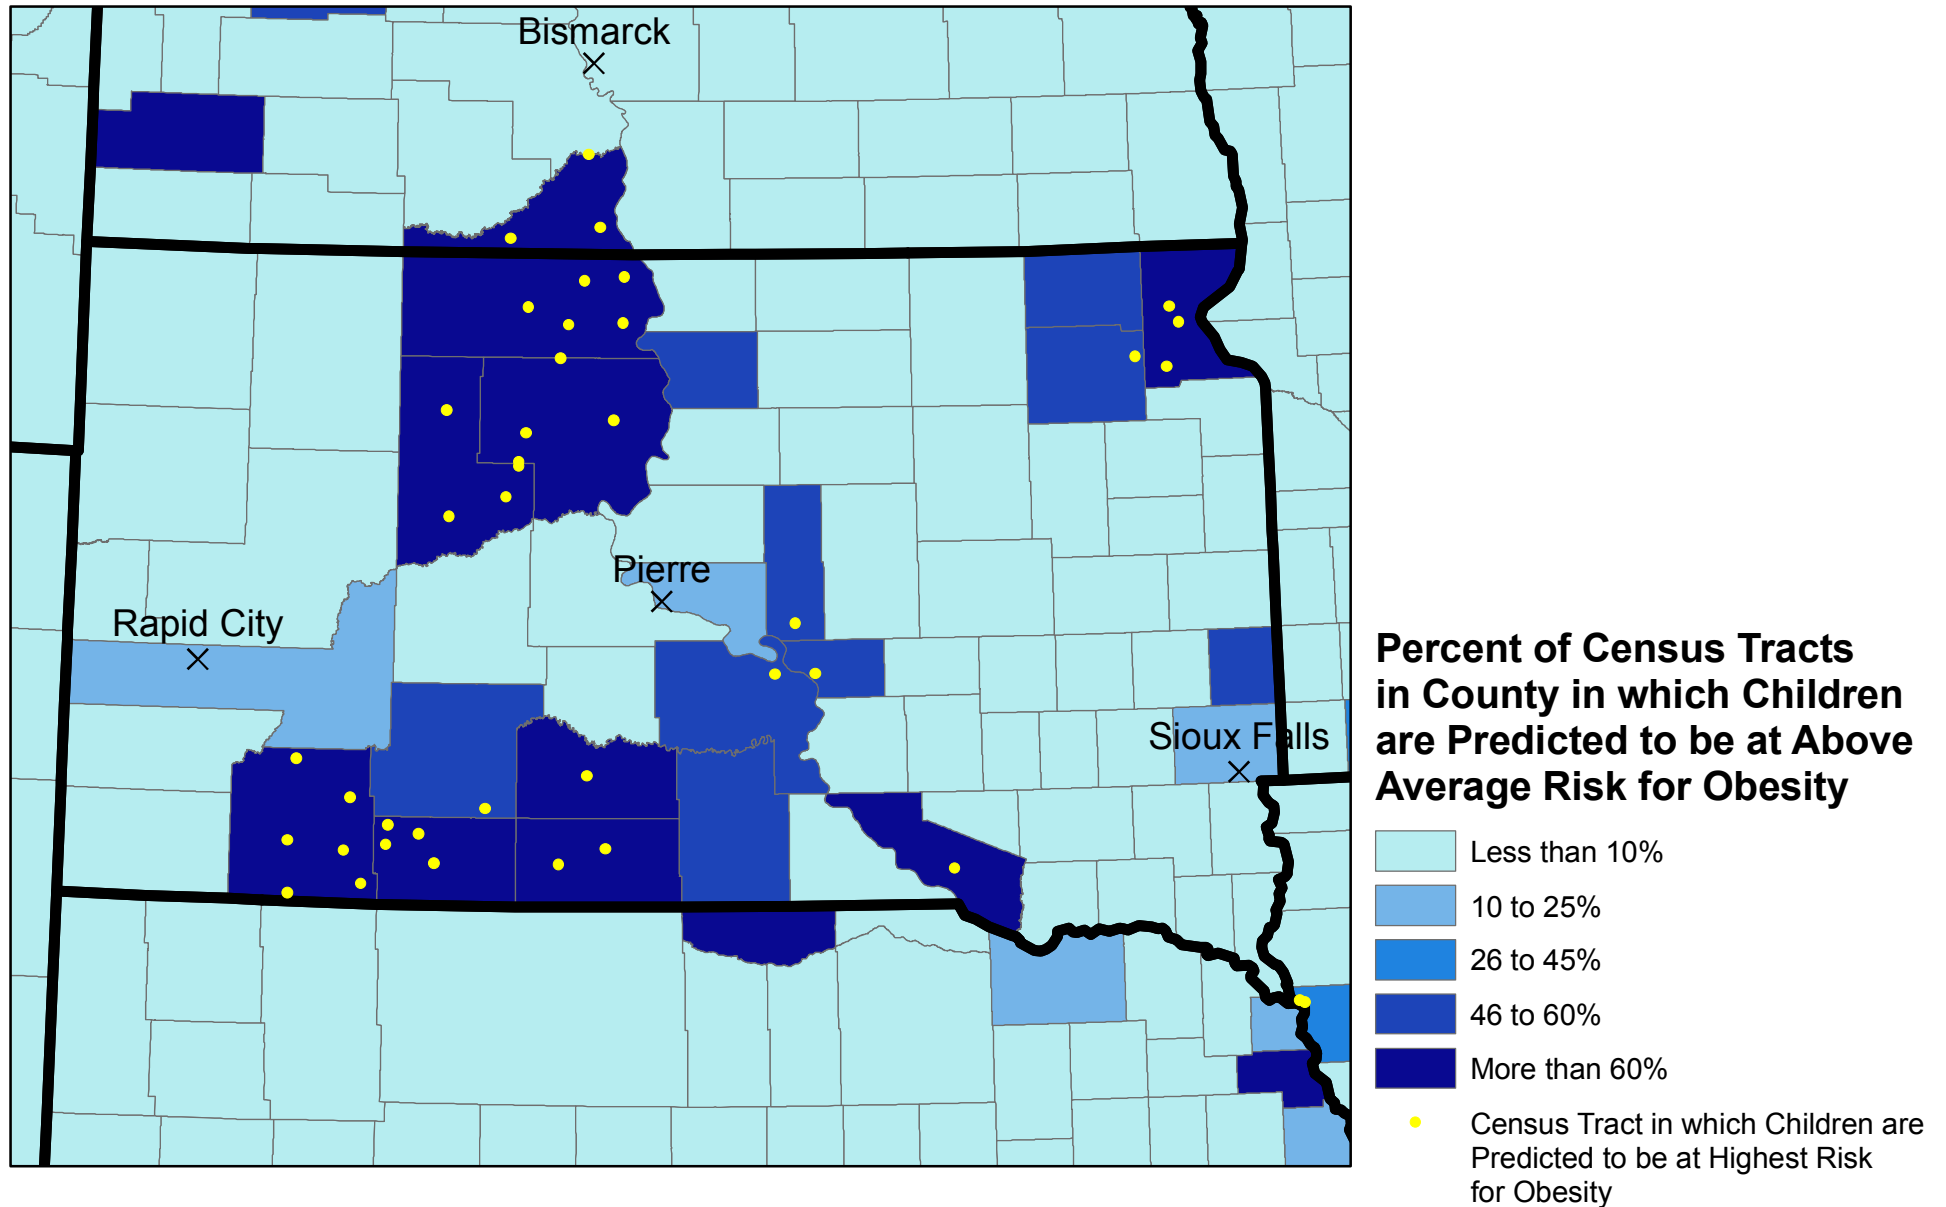 Bismarck
Pierre
Rapid City
Sioux Falls
Percent of Census Tracts
in County in which Children
are Predicted to be at Above
Average Risk for Obesity
Less than 10%
10 to 25%
26 to 45%
46 to 60%
More than 60%
Census Tract in which Children are
Predicted to be at Highest Risk
for Obesity